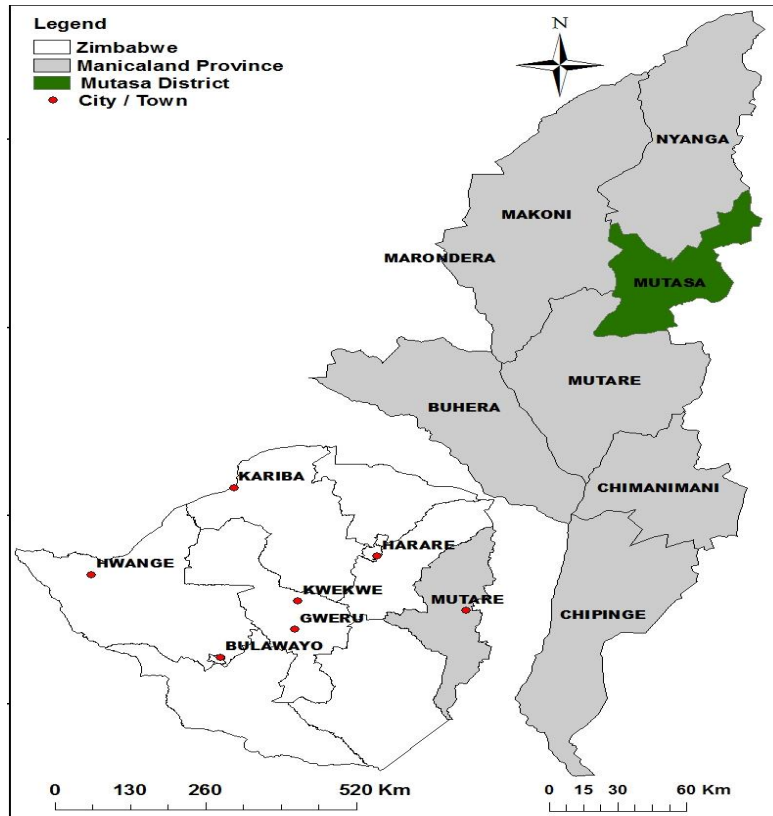 Legend
Zimbabwe
Manicaland Province
Mutasa District
City / Town
N
NYANGA
MAKONI
MARONDERA
MUTASA
MUTARE
BUHERA
KARIBA
CHIMANIMANI
HARARE
HWANGE
KWEKWE
MUTARE
CHIPINGE
GWERU
BULAWAYO
0 130 260 520 Km
0 15 30 60 Km